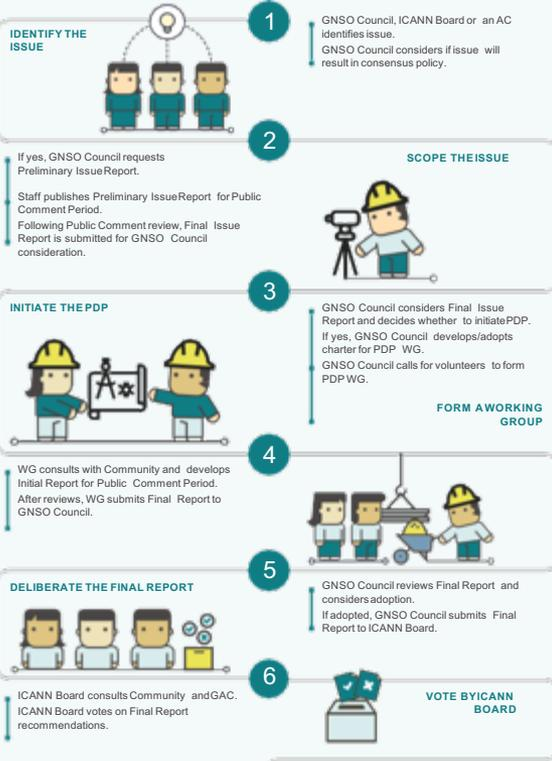 1
IDENTIFY THE
ISSUE
GNSO Council, ICANN Board or an AC
identifies issue.
GNSO Council considers if issue will
result in consensus policy.
2
If yes, GNSO Council requests
Preliminary Issue Report.
Staff publishes Preliminary Issue Report for Public
Comment Period.
Following Public Comment review, Final Issue
Report is submitted for GNSO Council
consideration.
SCOPE THE ISSUE
3
INITIATE THE PDP
GNSO Council considers Final Issue
Report and decides whether to initiate PDP.
If yes, GNSO Council develops/adopts
charter for PDP WG.
GNSO Council calls for volunteers to form
PDP WG.
FORM A WORKING
GROUP
4
WG consults with Community and develops
Initial Report for Public Comment Period.
After reviews, WG submits Final Report to
GNSO Council.
5
DELIBERATE THE FINAL REPORT
GNSO Council reviews Final Report and
considers adoption.
If adopted, GNSO Council submits Final
Report to ICANN Board.
6
ICANN Board consults Community and GAC.
ICANN Board votes on Final Report
recommendations.
VOTE BY ICANN
BOARD